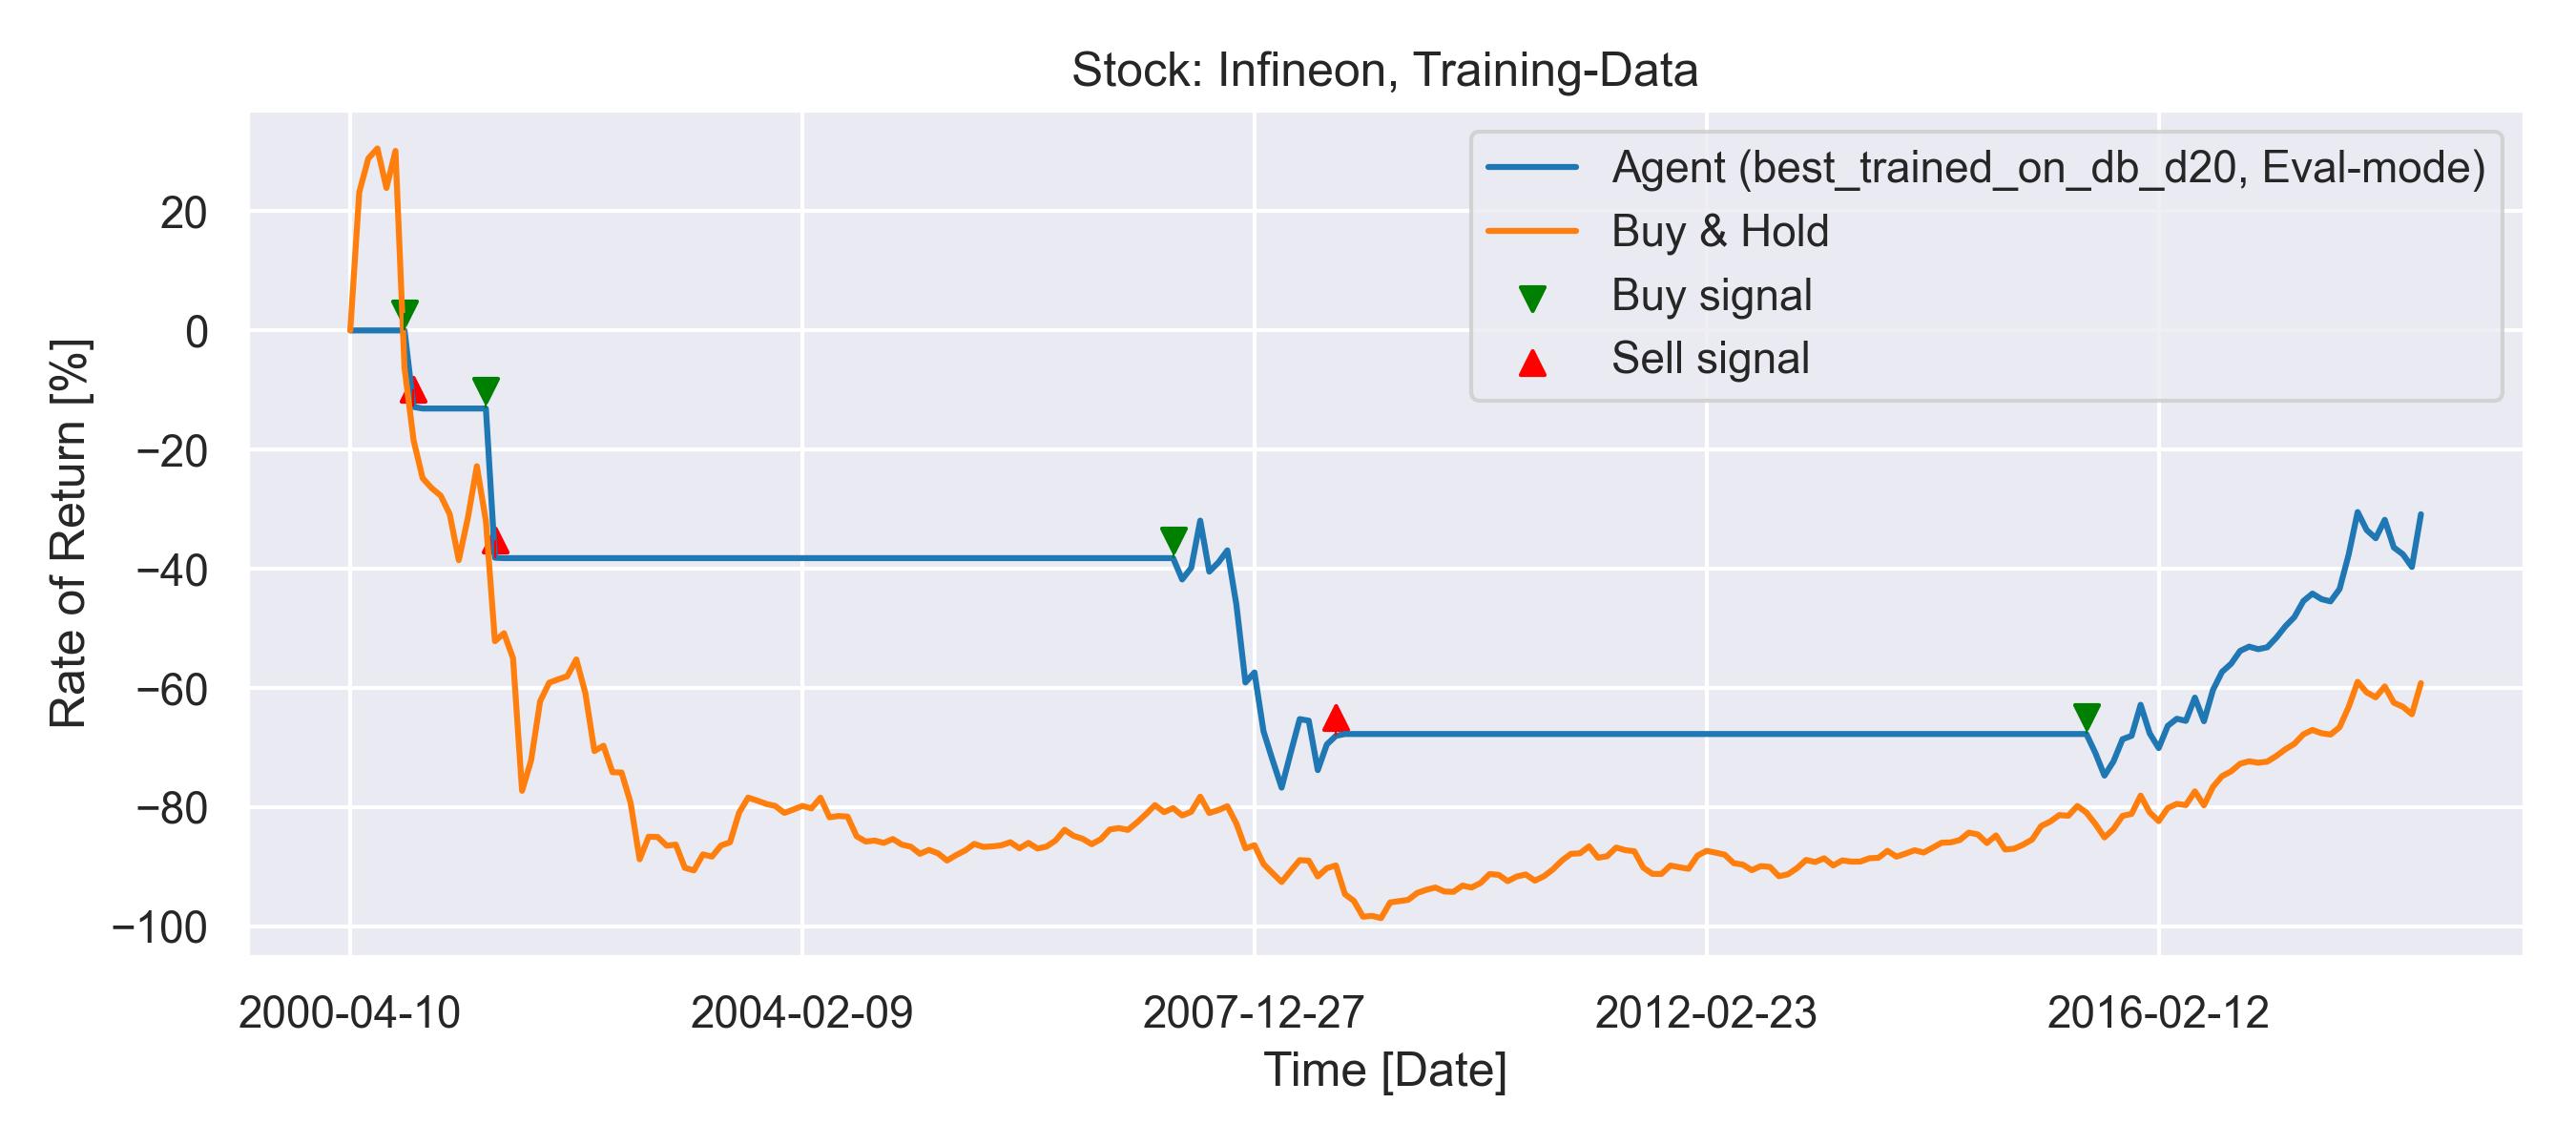 Stock: Infineon, Training-Data
Agent (best_trained_on_db_d20, Eval-mode)
Buy & Hold
Buy signal
Sell signal
Rate of Return [%]
20
0
−20
−40
−60
−80
−100
2000-04-10 2004-02-09 2007-12-27 2012-02-23 2016-02-12
Time [Date]